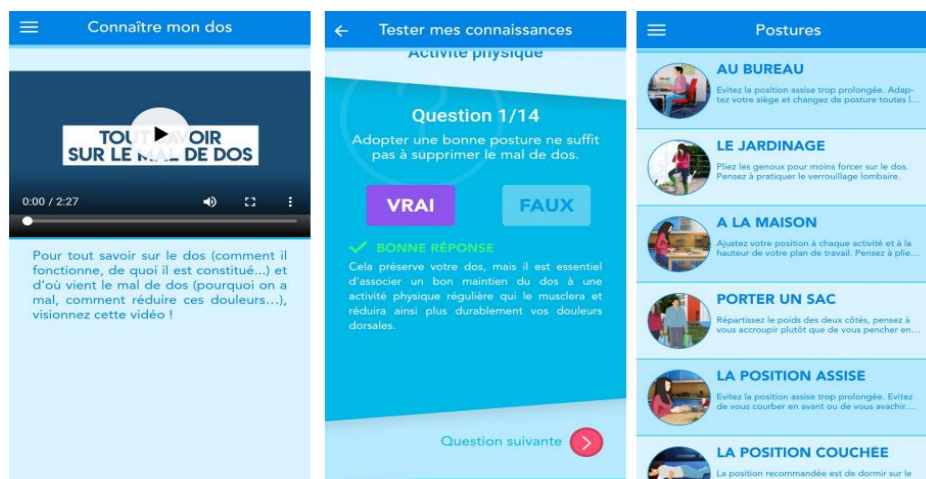 Connaître mon dos
TOUT SAVOIR
SUR LE MAL DE DOS
0:00 / 2:27
Pour tout savoir sur le dos (comment il
fonctionne, de quoi il est constitué...) et
d'où vient le mal de dos (pourquoi on a
mal, comment réduire ces douleurs...),
visionnez cette vidéo !
Tester mes connaissances
Activité physique
Question 1/14
Adopter une bonne posture ne suffit
pas à supprimer le mal de dos.
VRAI
FAUX
BONNE RÉPONSE
Cela préserve votre dos, mais il est essentiel
d'associer un bon maintien du dos à une
activité physique régulière qui le musclera et
réduira ainsi plus durablement vos douleurs
dorsales.
Question suivante
Postures
AU BUREAU
Evitez la position assise trop prolongée. Adap-
tez votre siège et changez de posture toutes l...
LE JARDINAGE
Pliez les genoux pour moins forcer sur le dos.
Pensez à pratiquer le verrouillage lombaire.
A LA MAISON
Ajustez votre position à chaque activité et à la
hauteur de votre plan de travail. Pensez à plie...
PORTER UN SAC
Répartissez le poids des deux côtés, pensez à
vous accroupir plutôt que de vous pencher en...
LA POSITION ASSISE
Evitez la position assise trop prolongée. Evitez
de vous courber en avant ou de vous avachir....
LA POSITION COUCHÉE
La position recommandée est de dormir sur le